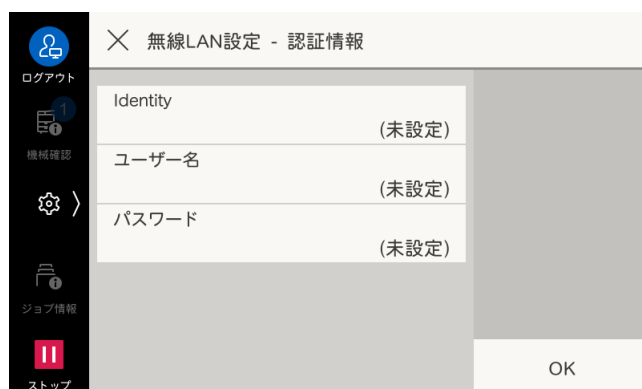 無線LAN設定 - 認証情報
ログアウト
1
機械確認
ジョブ情報
ストップ
Identity
(未設定)
ユーザー名
(未設定)
パスワード
(未設定)
OK